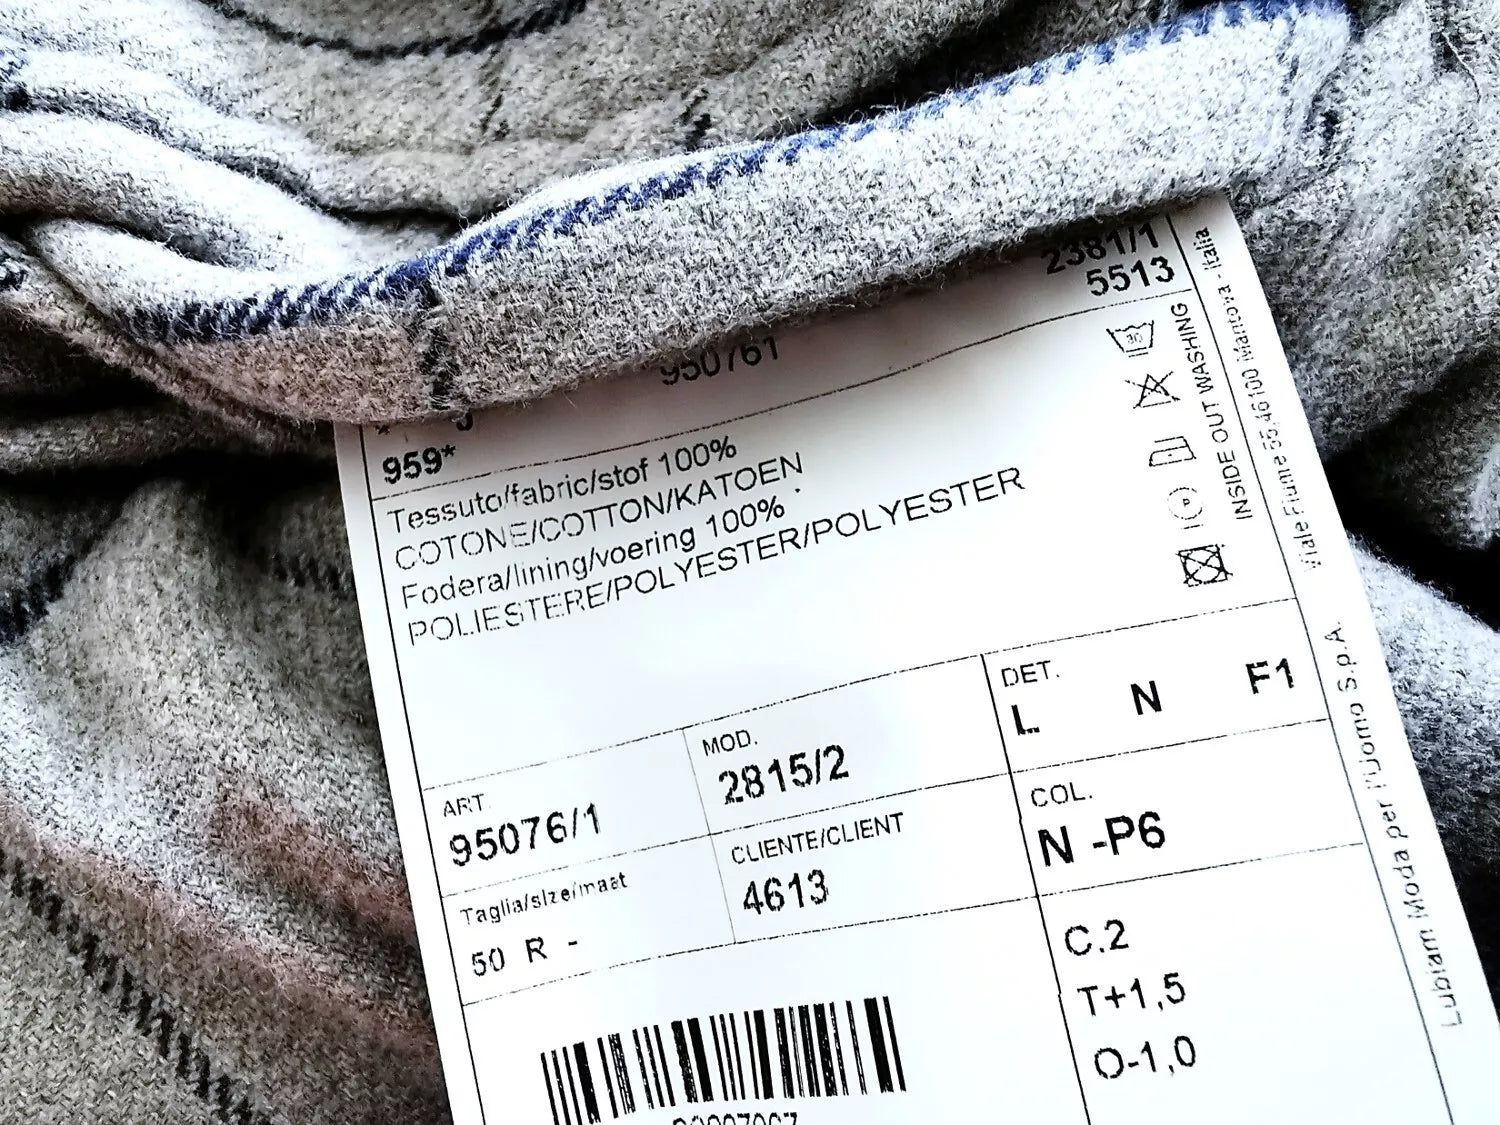 2381/1
5513
950761
959*
Tessuto/fabric/stof 100%
COTONE/COTTON/KATOEN
Fodera/lining/voering 100%
POLIESTERE/POLYESTER/POLYESTER
30
INSIDE OUT WASHING
DET.
L N F1
ART.
95076/1
MOD.
2815/2
COL.
N -P6
Taglia/size/maat
50 R -
CLIENTE/CLIENT
4613
C.2
T+1,5
O-1,0
Lubiam Moda per l'Uomo S.p.A.
Viale Fiume 55,46100 Mantova - Italia